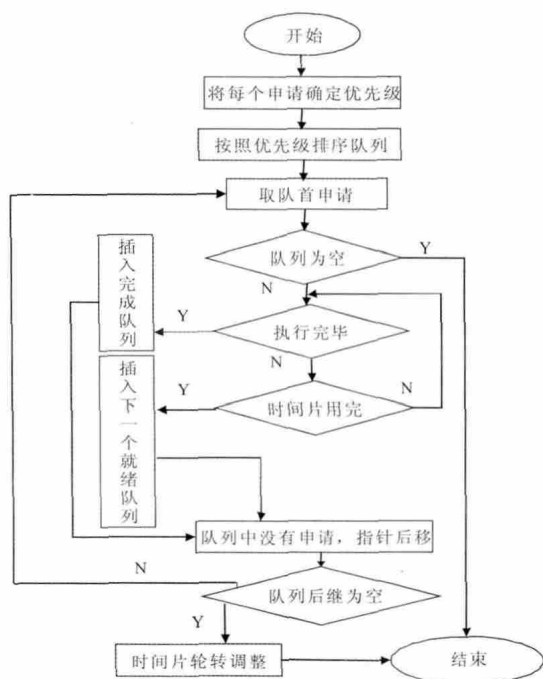 开始
将每个申请确定优先级
按照优先级排序队列
取队首申请
队列为空
Y
N
插入完成队列
Y
执行完毕
N
插入下一个就绪队列
Y
时间片用完
N
队列中没有申请，指针后移
N
队列后继为空
Y
时间片轮转调整
结束